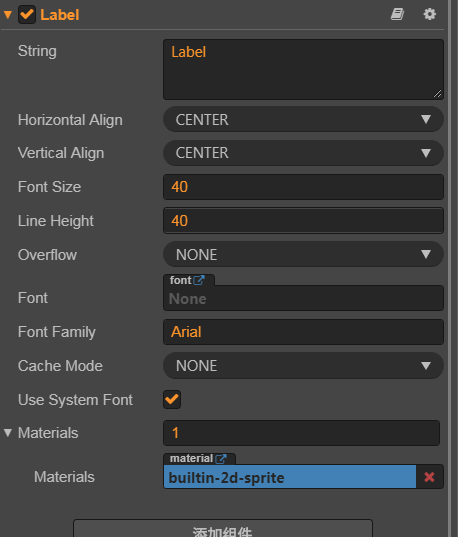 Label
String
Label
Horizontal Align
CENTER
Vertical Align
CENTER
Font Size
40
Line Height
40
Overflow
NONE
font
Font
None
Font Family
Arial
Cache Mode
NONE
Use System Font
Materials
1
material
Materials
builtin-2d-sprite
添加组件